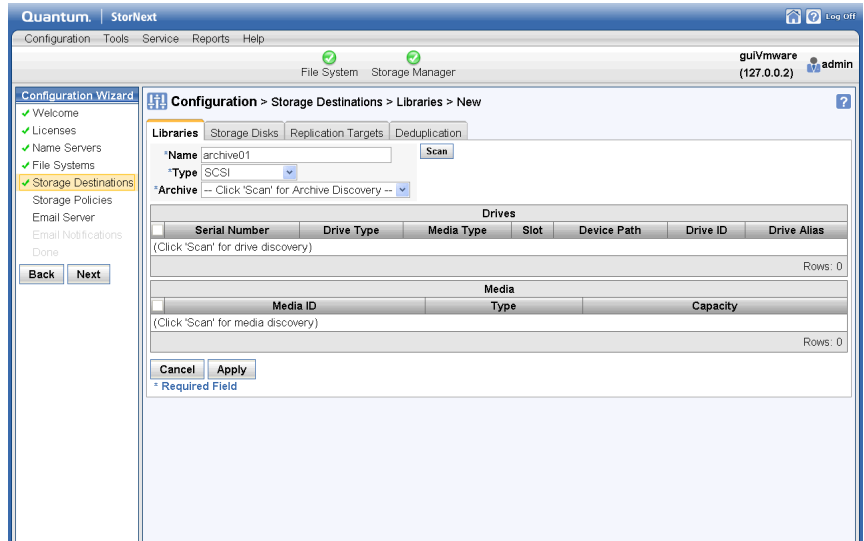 Quantum. | StorNext
Log Off
Configuration Tools Service Reports Help
File System Storage Manager
guiVmware
(127.0.0.2)
admin
Configuration Wizard
Welcome
Licenses
Name Servers
File Systems
Storage Destinations
Storage Policies
Email Server
Email Notifications
Done
Back Next
Configuration > Storage Destinations > Libraries > New
?
Libraries Storage Disks Replication Targets Deduplication
*Name archive01
Scan
*Type SCSI
*Archive -- Click 'Scan' for Archive Discovery --
Drives
Serial Number Drive Type Media Type Slot Device Path Drive ID Drive Alias
(Click 'Scan' for drive discovery)
Rows: 0
Media
Media ID Type Capacity
(Click 'Scan' for media discovery)
Rows: 0
Cancel Apply
* Required Field